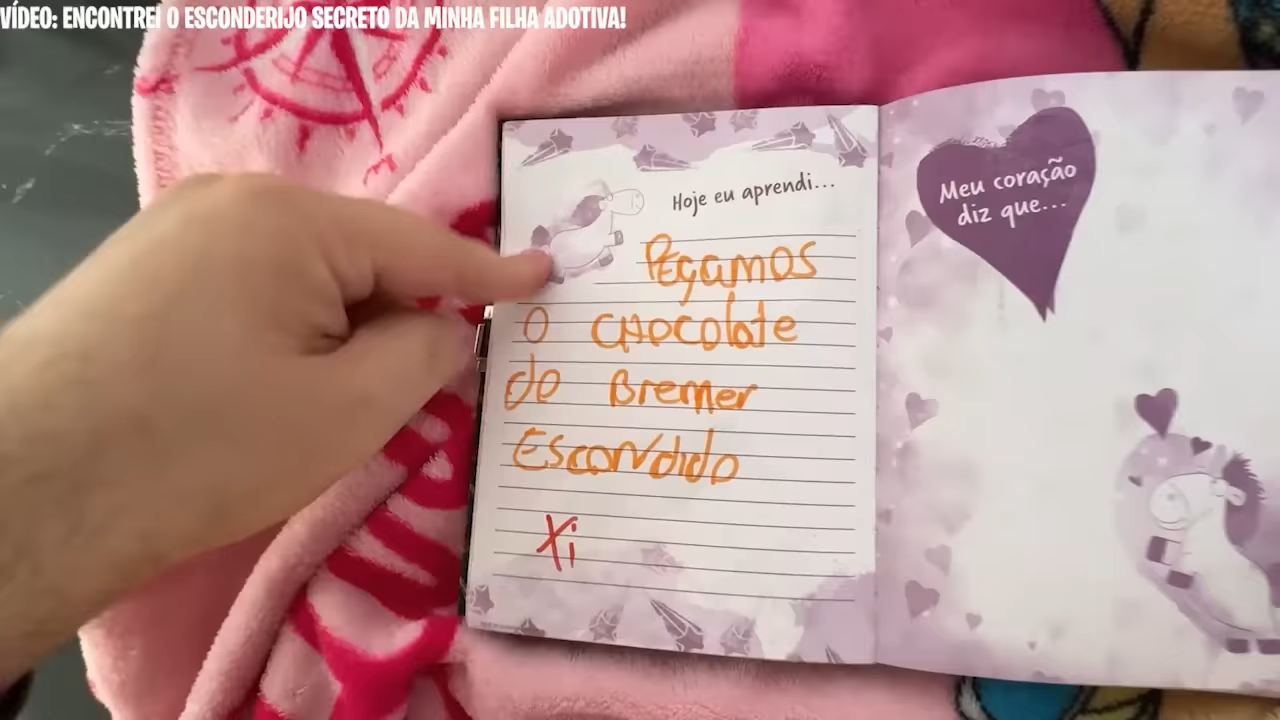 VÍDEO: ENCONTREI O ESCONDERIJO SECRETO DA MINHA FILHA ADOTIVA!
Hoje eu aprendi...
PEgamos
O CHOcolate
do Bremer
EscoNdido
Xi
Meu coração
diz que...